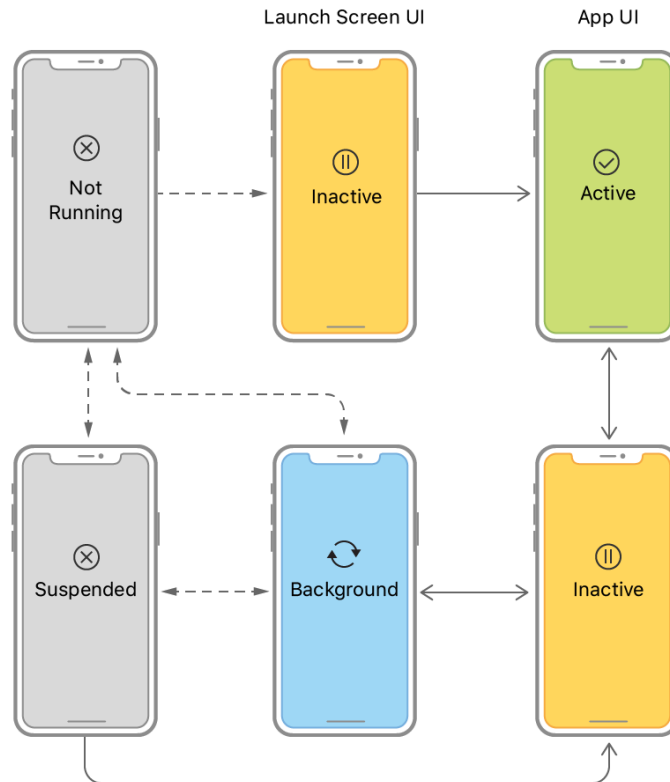 Launch Screen UI
App UI
Not
Running
Inactive
Active
Suspended
Background
Inactive